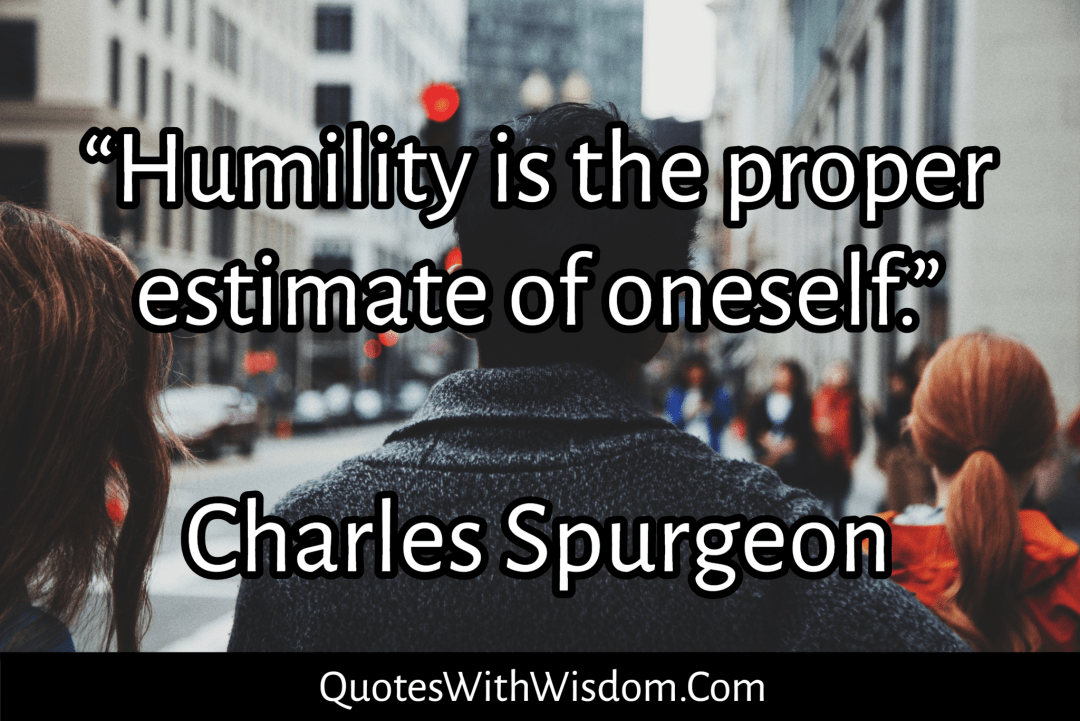 “Humility is the proper
estimate of oneself.”
Charles Spurgeon
QuotesWithWisdom.Com